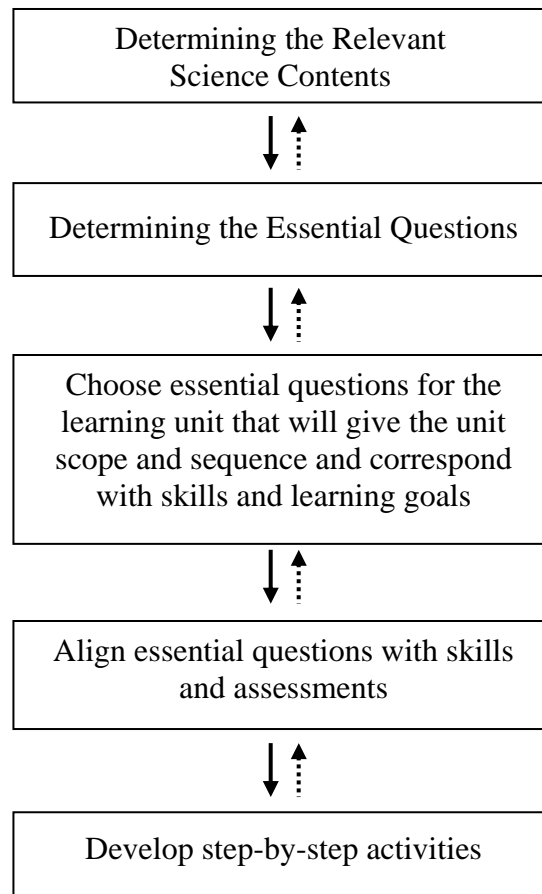 Determining the Relevant
Science Contents
Determining the Essential Questions
Choose essential questions for the
learning unit that will give the unit
scope and sequence and correspond
with skills and learning goals
Align essential questions with skills
and assessments
Develop step-by-step activities